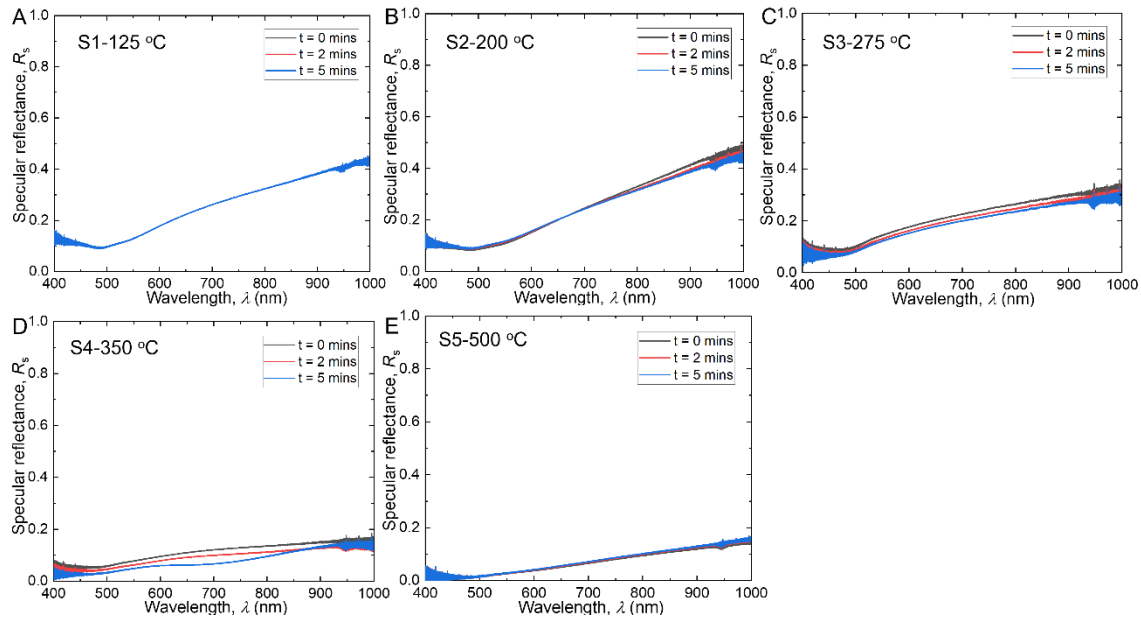 A
S1-125 °C
t = 0 mins
t = 2 mins
t = 5 mins
Specular reflectance, Rs
1.0
0.8
0.6
0.4
0.2
0.0
400 500 600 700 800 900 1000
Wavelength, λ (nm)
B
S2-200 °C
t = 0 mins
t = 2 mins
t = 5 mins
Specular reflectance, Rs
1.0
0.8
0.6
0.4
0.2
0.0
400 500 600 700 800 900 1000
Wavelength, λ (nm)
C
S3-275 °C
t = 0 mins
t = 2 mins
t = 5 mins
Specular reflectance, Rs
1.0
0.8
0.6
0.4
0.2
0.0
400 500 600 700 800 900 1000
Wavelength, λ (nm)
D
S4-350 °C
t = 0 mins
t = 2 mins
t = 5 mins
Specular reflectance, Rs
1.0
0.8
0.6
0.4
0.2
0.0
400 500 600 700 800 900 1000
Wavelength, λ (nm)
E
S5-500 °C
t = 0 mins
t = 2 mins
t = 5 mins
Specular reflectance, Rs
1.0
0.8
0.6
0.4
0.2
0.0
400 500 600 700 800 900 1000
Wavelength, λ (nm)